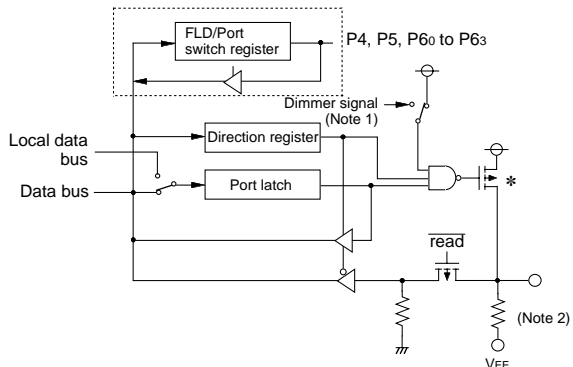 FLD/Port
switch register
P4, P5, P60 to P63
Dimmer signal
(Note 1)
Local data
bus
Direction register
Data bus
Port latch
*
read
(Note 2)
VEE